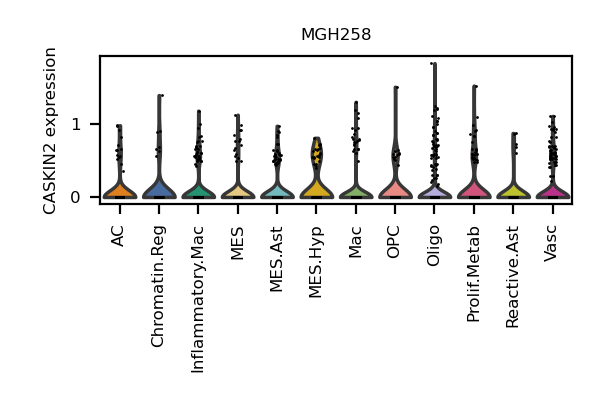 MGH258
CASKIN2 expression
1
0
AC
Chromatin.Reg
Inflammatory.Mac
MES
MES.Ast
MES.Hyp
Mac
OPC
Oligo
Prolif.Metab
Reactive.Ast
Vasc